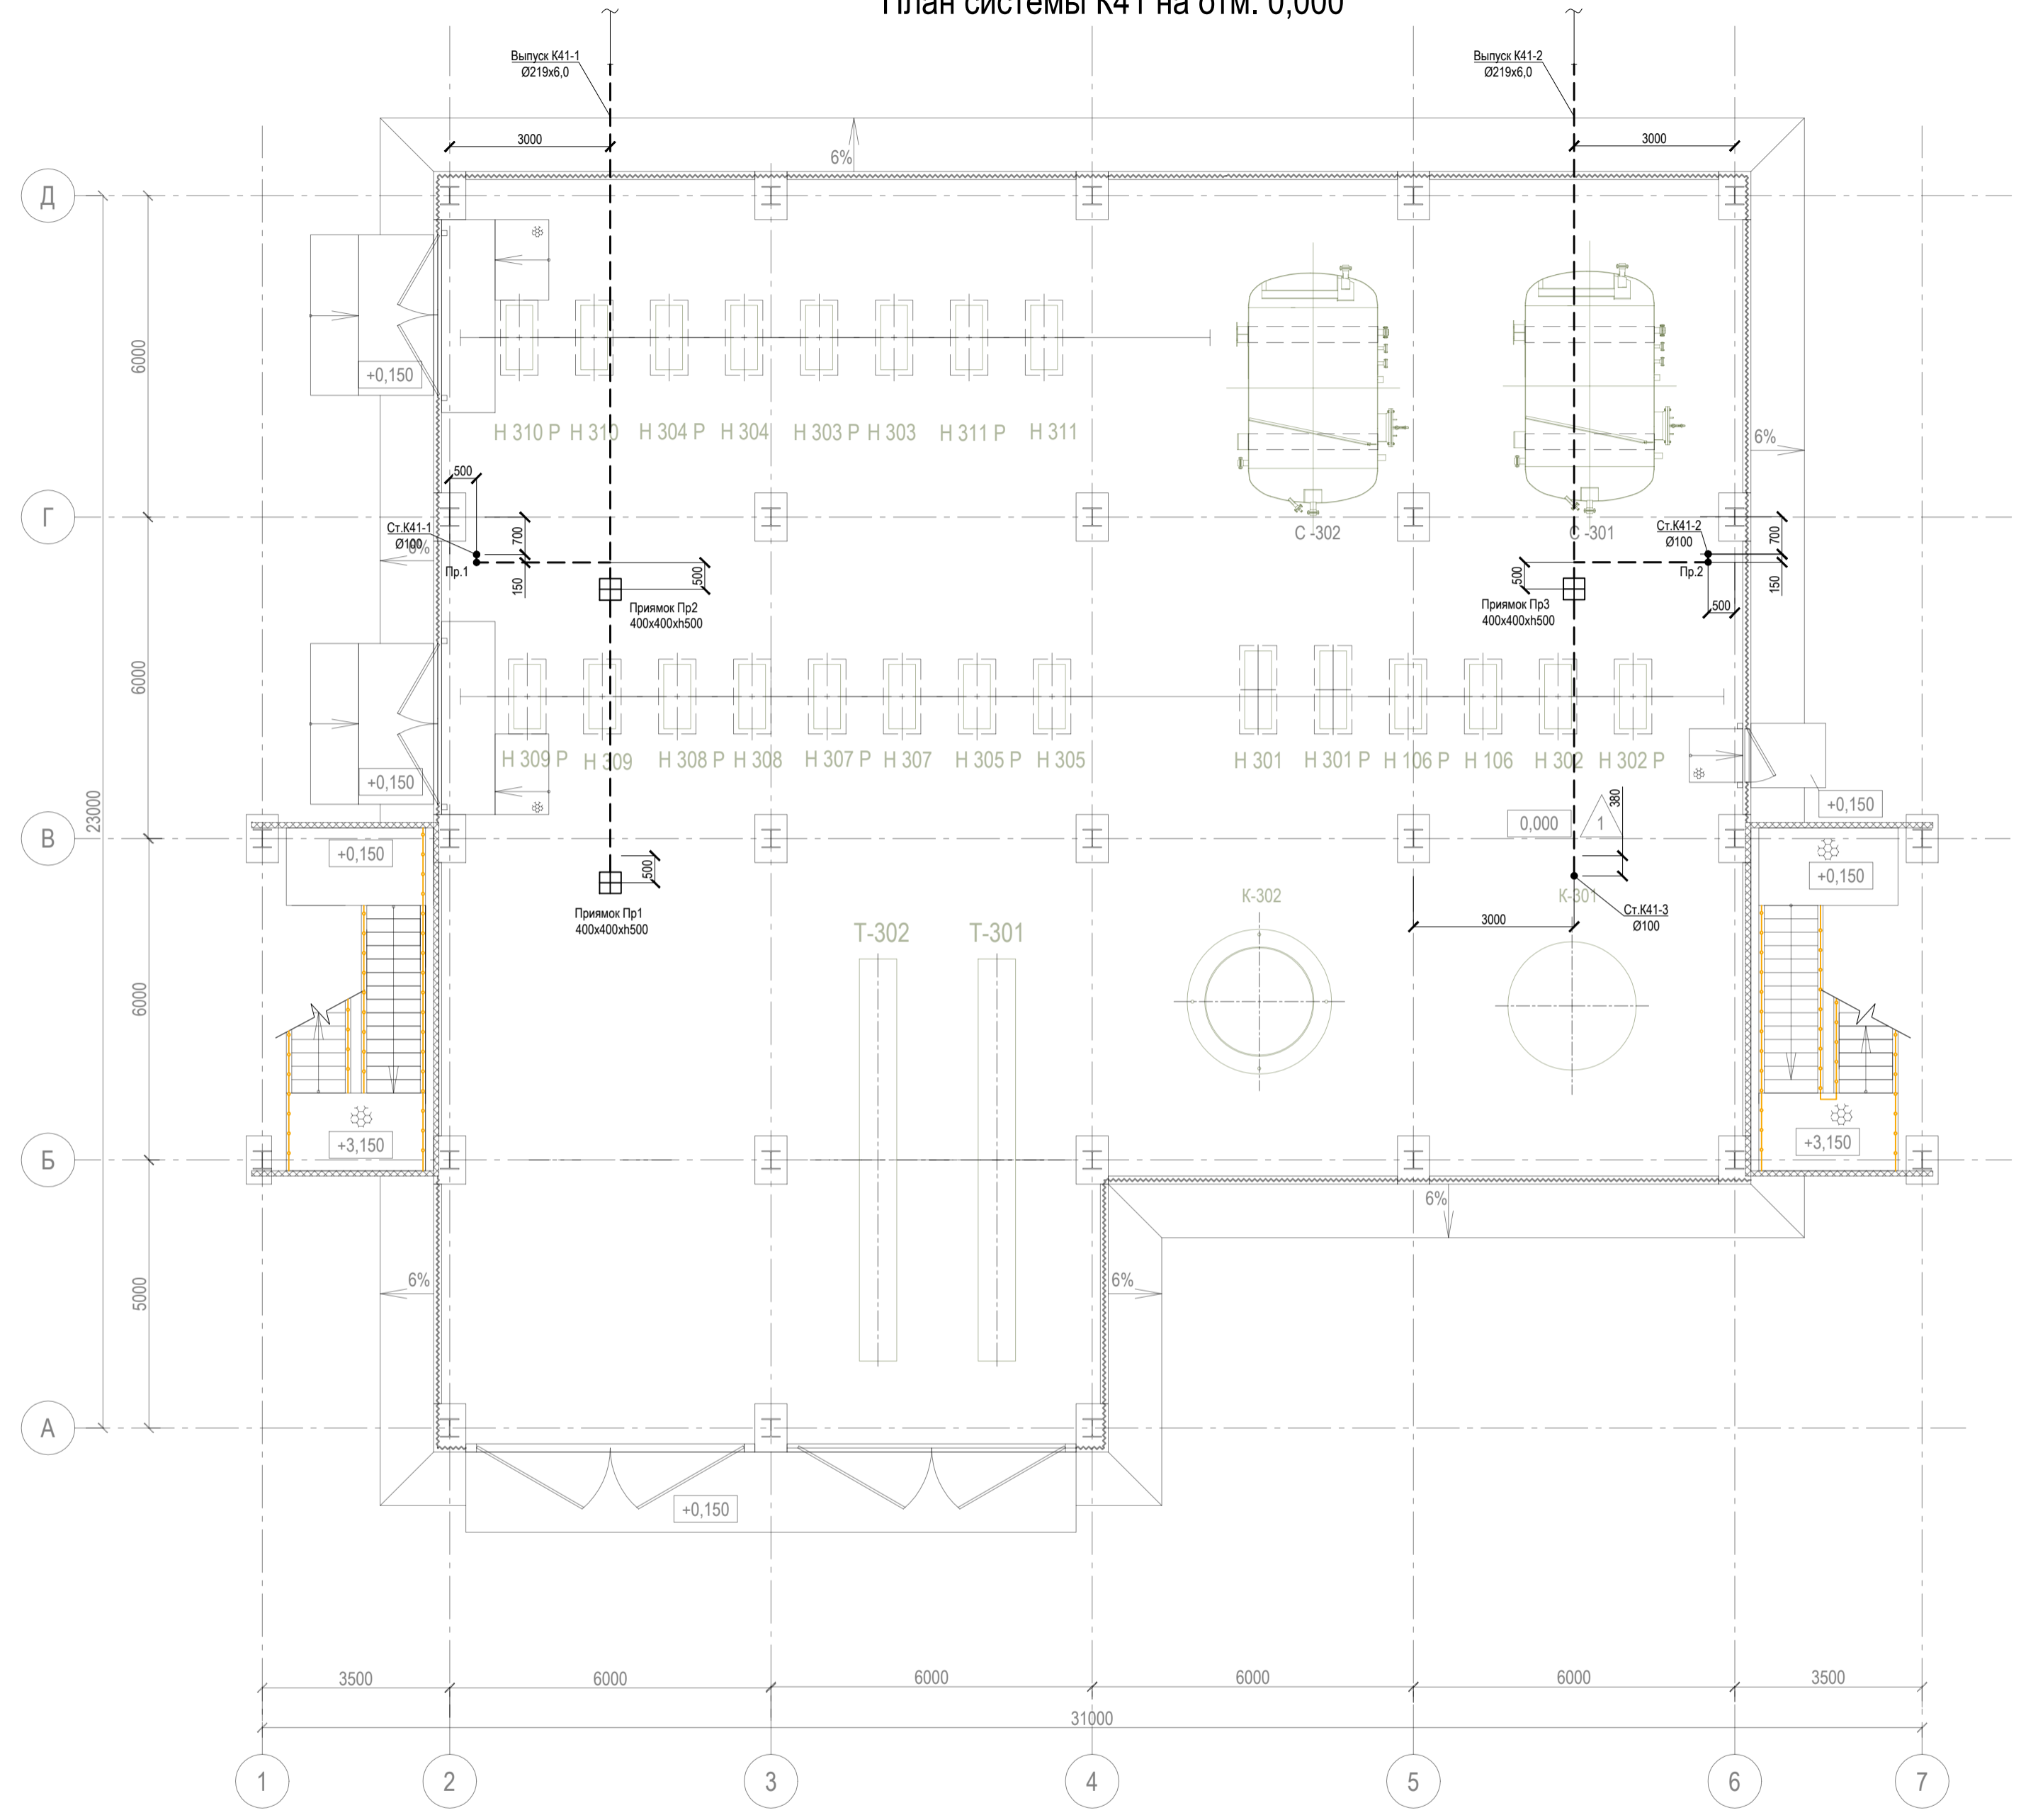 План системы К41 на отм. 0,000
Выпуск К41-1
Ø219х6,0
Выпуск К41-2
Ø219х6,0
3000
3000
6%
Д
6000
+0,150
Н 310 Р
Н 310
Н 304 Р
Н 304
Н 303 Р
Н 303
Н 311 Р
Н 311
6%
500
Г
Ст.К41-1
Ø100
6%
700
Пр.1
150
500
Приямок Пр2
400х400хh500
С -302
С -301
Ст.К41-2
Ø100
700
Пр.2
150
500
500
Приямок Пр3
400х400хh500
6000
+0,150
Н 309 Р
Н 309
Н 308 Р
Н 308
Н 307 Р
Н 307
Н 305 Р
Н 305
Н 301
Н 301 Р
Н 106 Р
Н 106
Н 302
Н 302 Р
23000
+0,150
0,000
1
380
В
+0,150
500
+0,150
Приямок Пр1
400х400хh500
К-302
К-301
Ст.К41-3
Ø100
3000
Т-302
Т-301
6000
+3,150
+3,150
Б
6%
6%
6%
5000
А
+0,150
3500
6000
6000
6000
6000
3500
31000
1
2
3
4
5
6
7